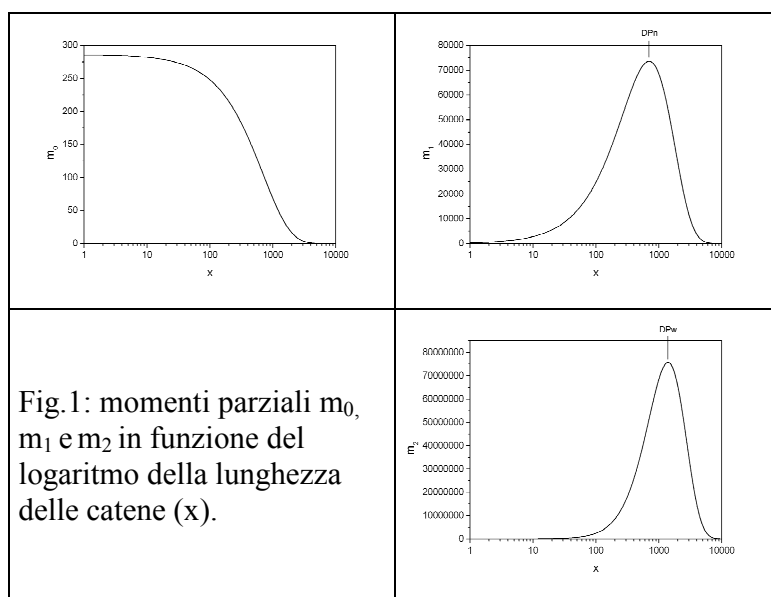 300
250
200
150
100
50
0
m₀
1 10 100 1000 10000
x
DPn
80000
70000
60000
50000
40000
30000
20000
10000
0
m₁
1 10 100 1000 10000
x
Fig.1: momenti parziali m₀,
m₁ e m₂ in funzione del
logaritmo della lunghezza
delle catene (x).
DPw
80000000
70000000
60000000
50000000
40000000
30000000
20000000
10000000
0
m₂
1 10 100 1000 10000
x